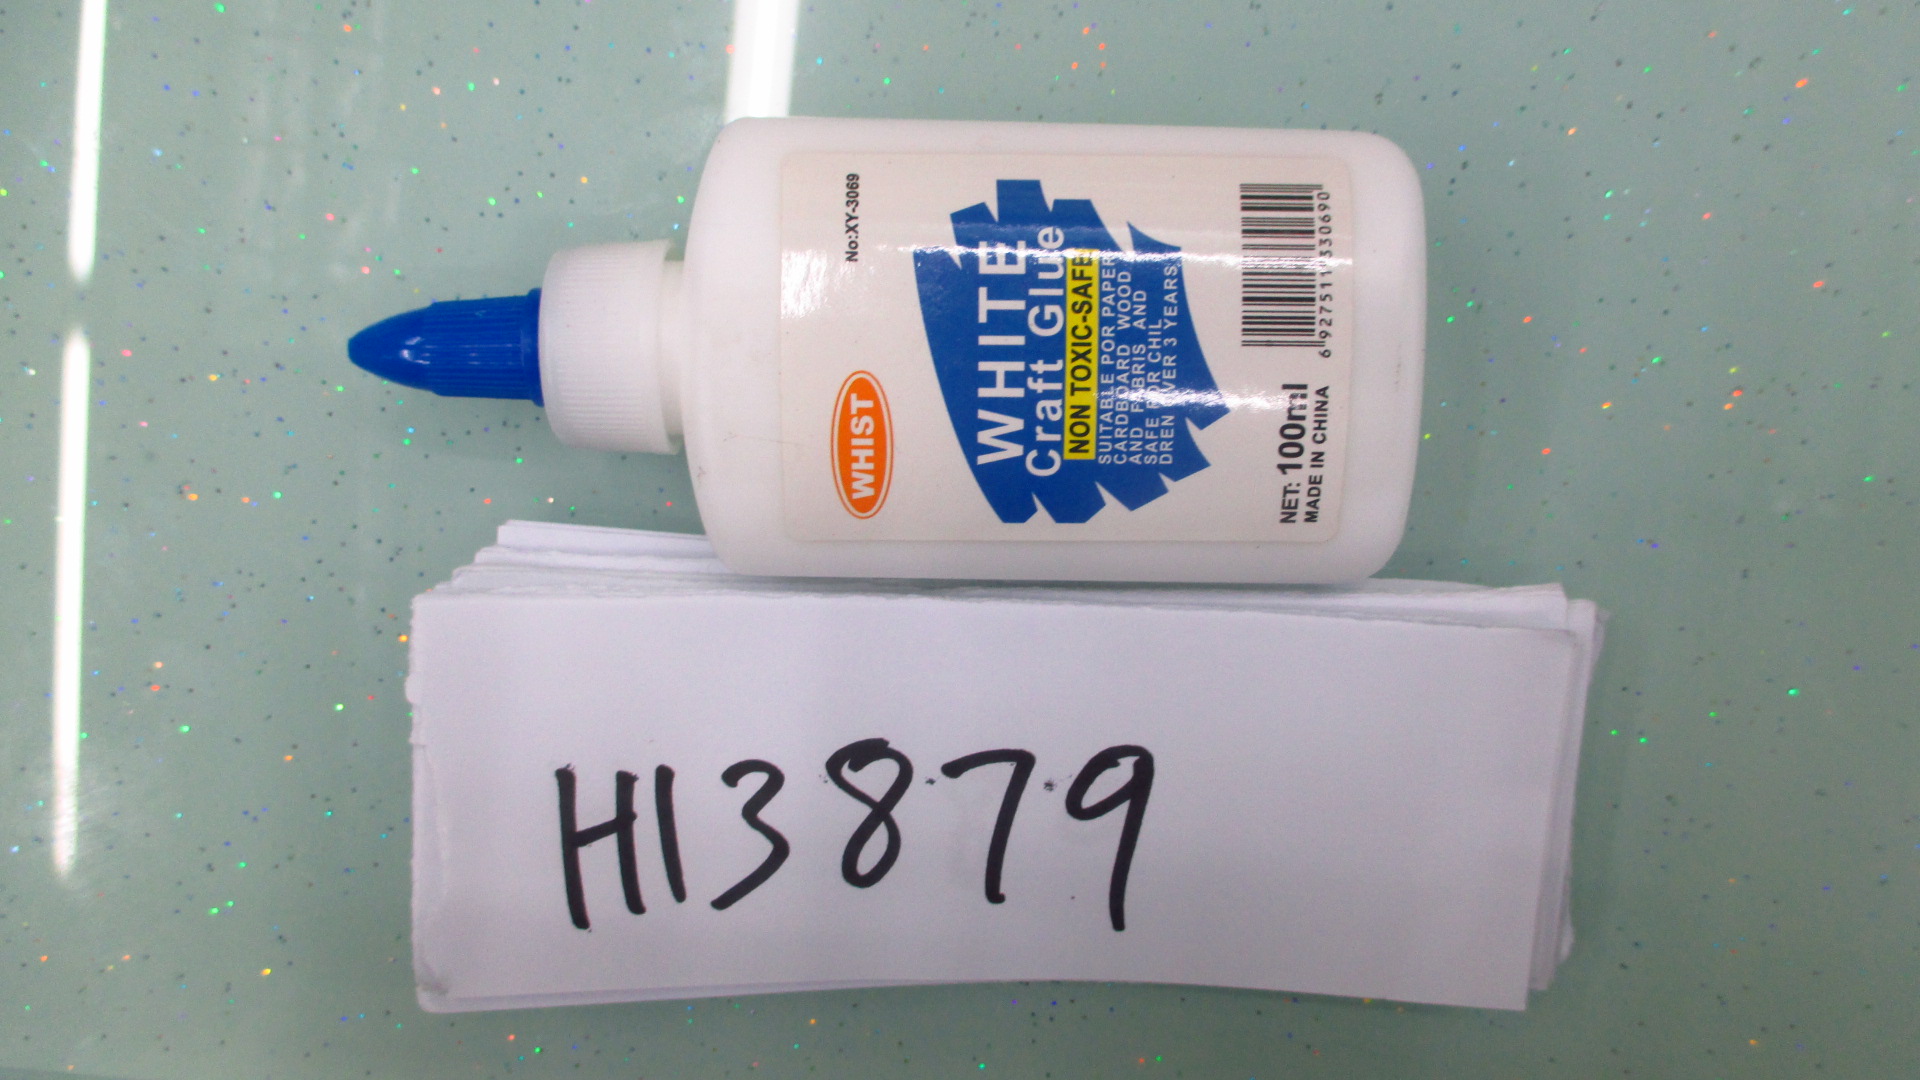 No:XY-3069
WHIST
WHITE
Craft Glue
NON TOXIC-SAFE
SUITABLE POR PAPER
CARDBOARD WOOD
AND FABRIS AND
SAFE FOR CHIL
DREN OVER 3 YEARS
NET: 100ml
MADE IN CHINA
H13879